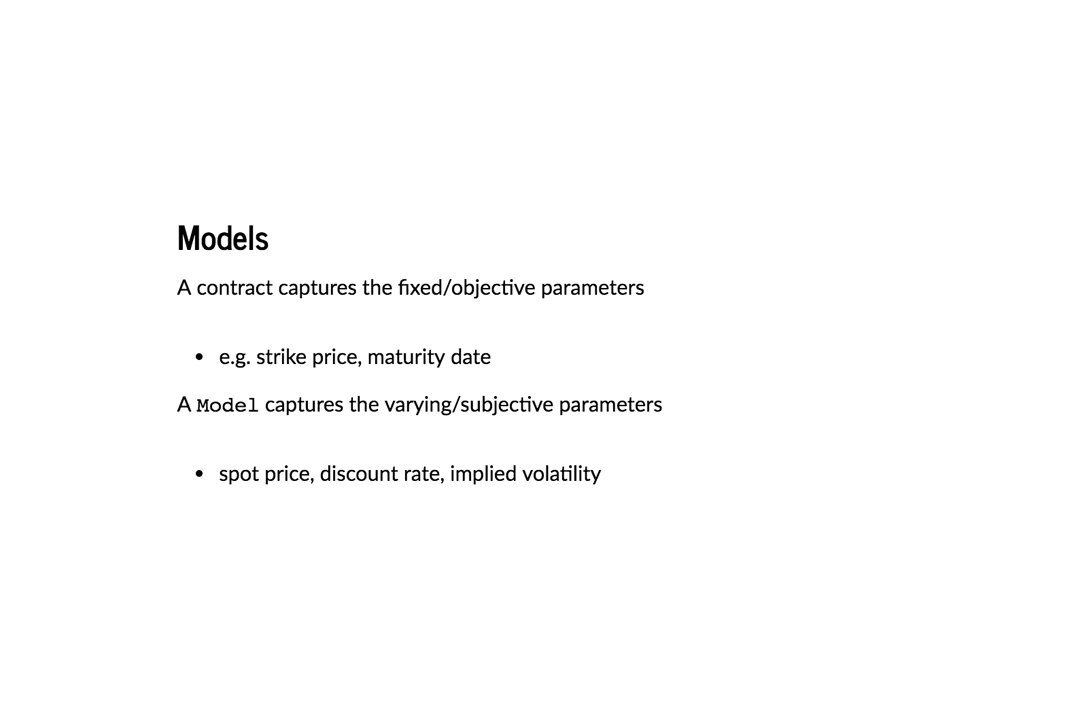 Models
A contract captures the fixed/objective parameters
• e.g. strike price, maturity date
A Model captures the varying/subjective parameters
• spot price, discount rate, implied volatility